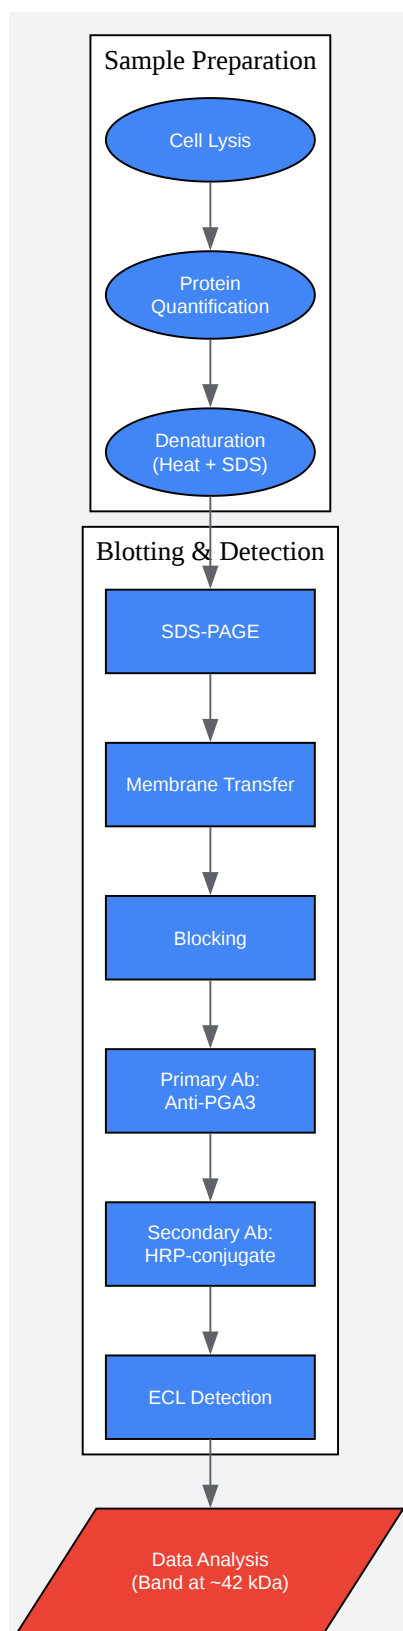 Sample Preparation
Cell Lysis
Protein
Quantification
Denaturation
(Heat + SDS)
Blotting & Detection
SDS-PAGE
Membrane Transfer
Blocking
Primary Ab:
Anti-PGA3
Secondary Ab:
HRP-conjugate
ECL Detection
Data Analysis
(Band at ~42 kDa)